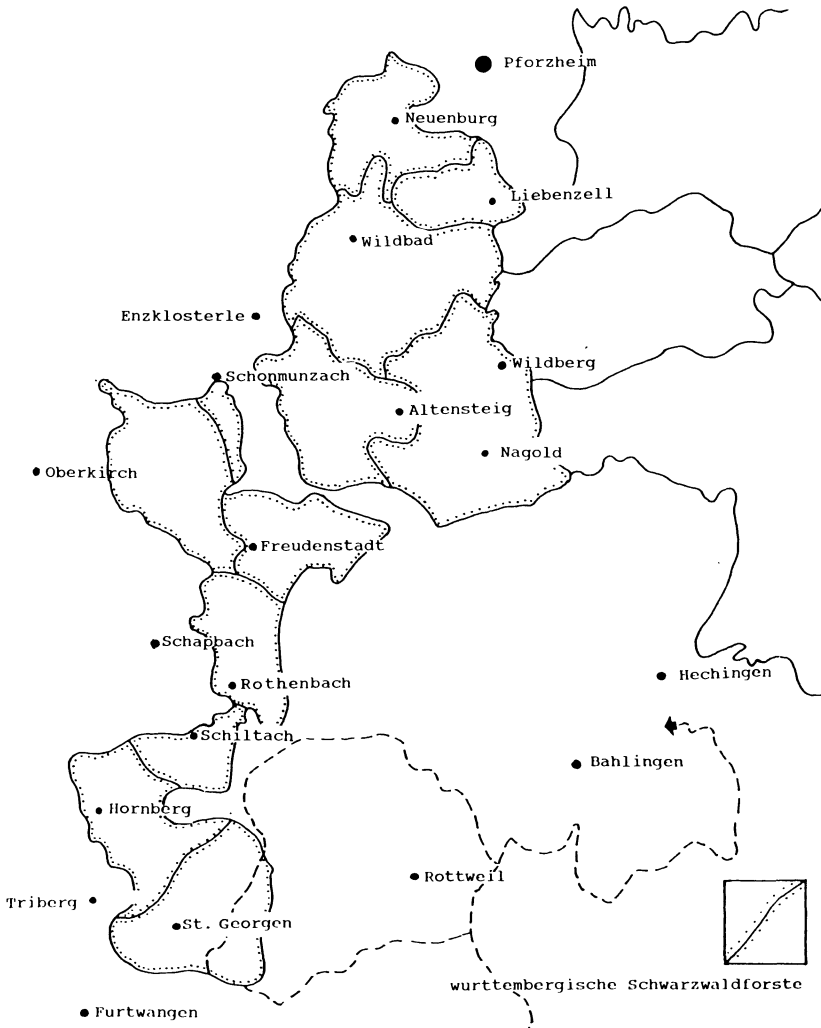 Pforzheim
Neuenburg
Liebenzell
Wildbad
Enzklosterle
Wildberg
Schonmunzach
Altensteig
Nagold
Oberkirch
Freudenstadt
Schapbach
Hechingen
Rothenbach
Schiltach
Bahlingen
Hornberg
Rottweil
Triberg
St. Georgen
wurttembergische Schwarzwaldforste
Furtwangen